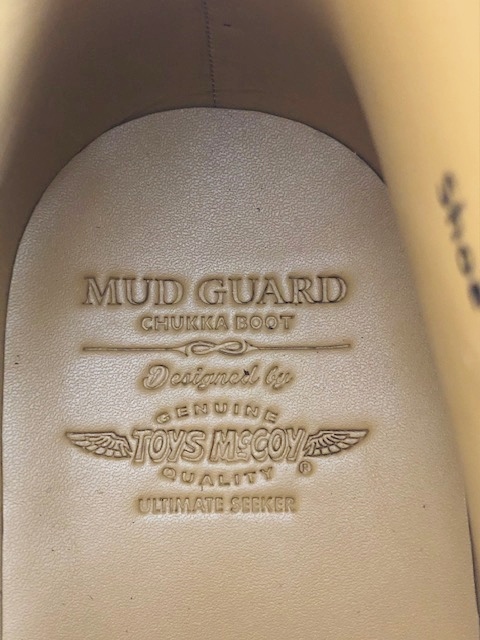 MUD GUARD
CHUKKA BOOT
Designed by
GENUINE
TOYS McCOY
®
QUALITY
ULTIMATE SEEKER